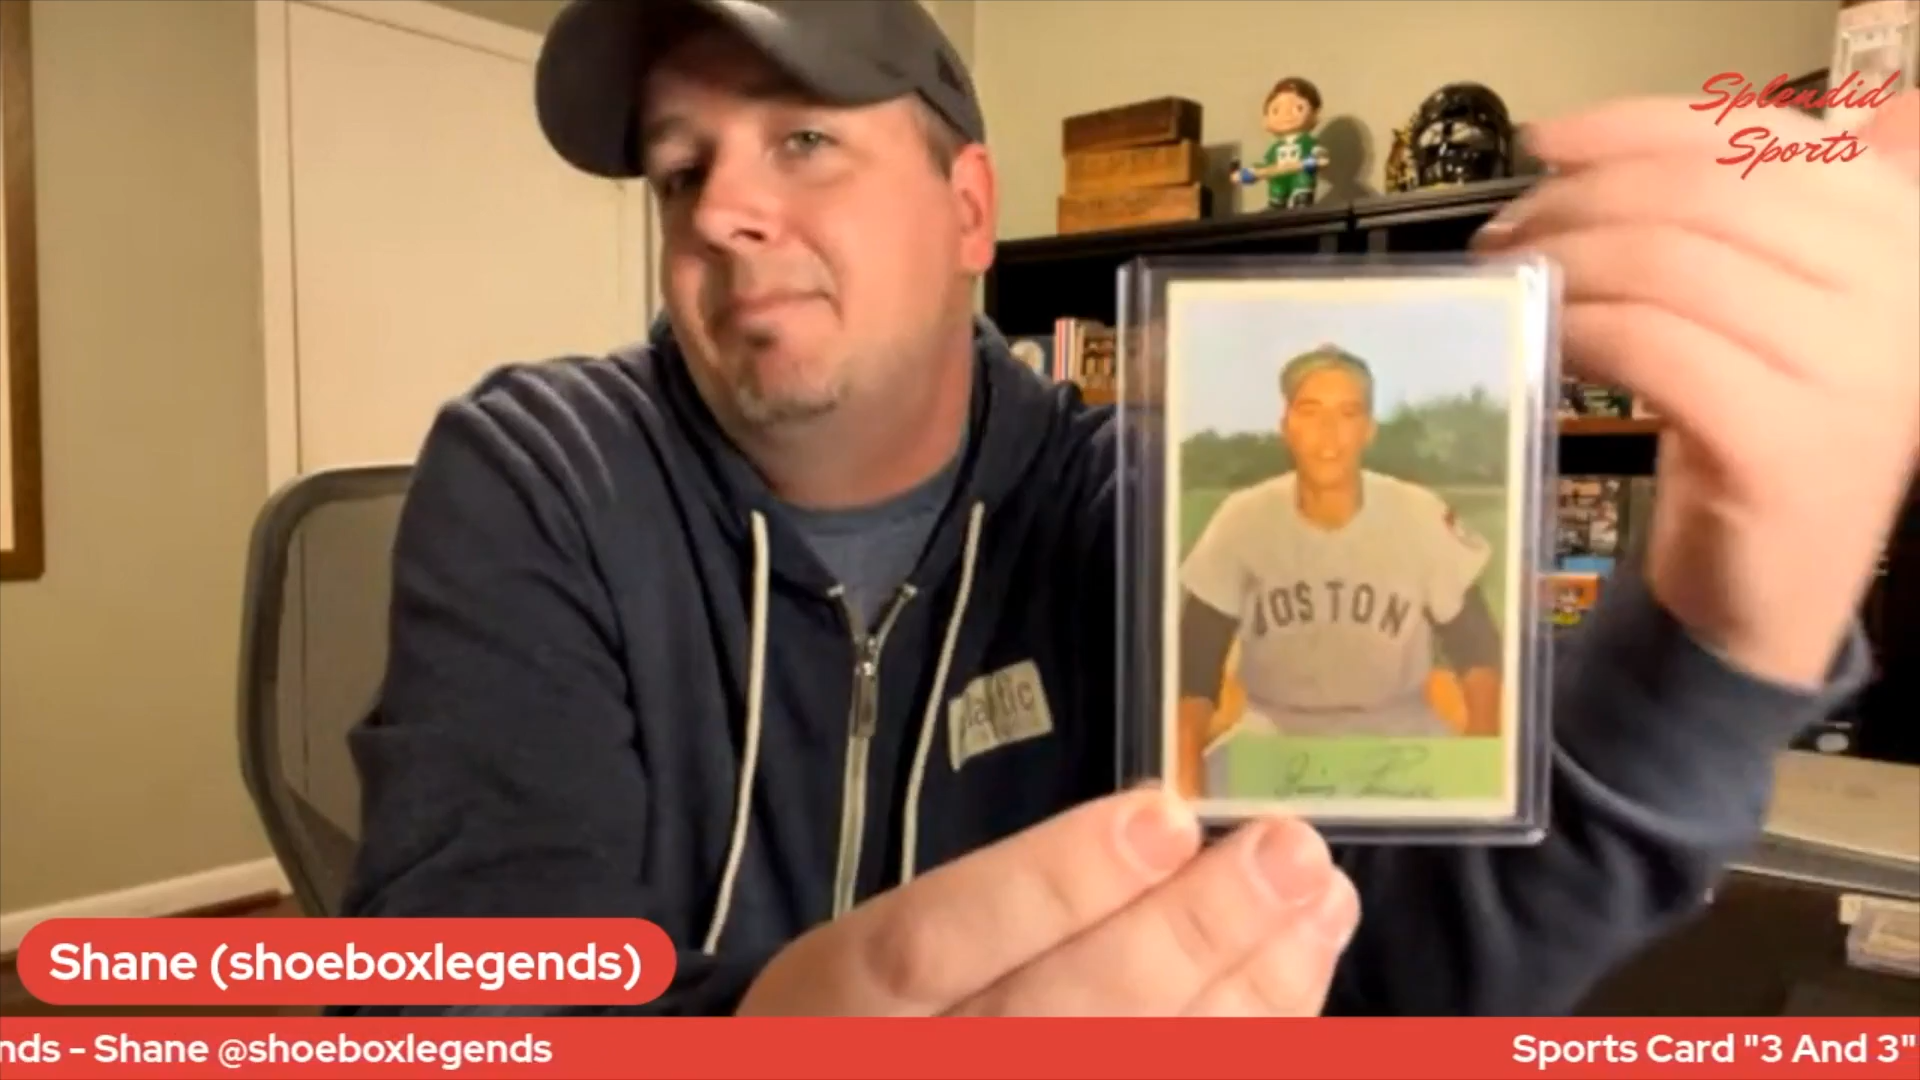 Splendid
Sports
BOSTON
Shane (shoeboxlegends)
nds - Shane @shoeboxlegends
Sports Card "3 And 3"